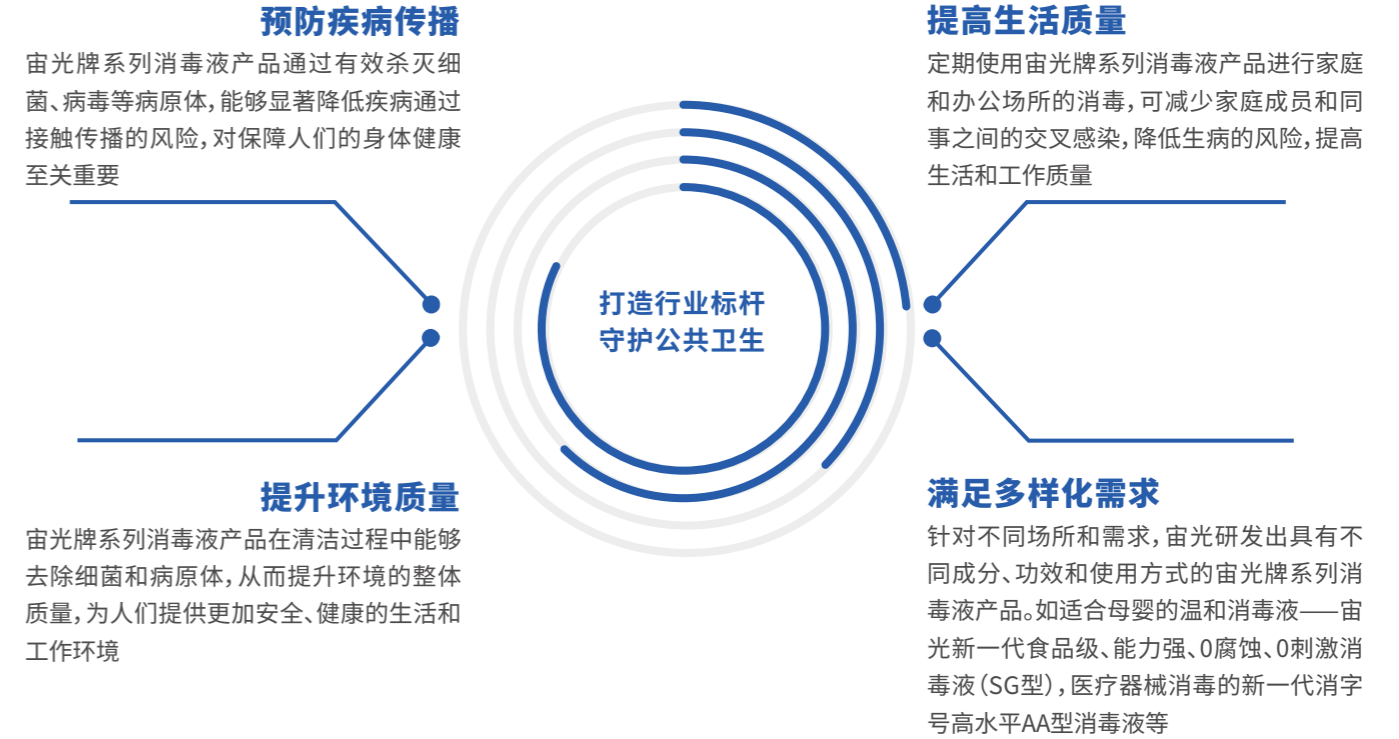 预防疾病传播
宙光牌系列消毒液产品通过有效杀灭细
菌、病毒等病原体，能够显著降低疾病通过
接触传播的风险，对保障人们的身体健康
至关重要
提高生活质量
定期使用宙光牌系列消毒液产品进行家庭
和办公场所的消毒，可减少家庭成员和同
事之间的交叉感染，降低生病的风险，提高
生活和工作质量
打造行业标杆
守护公共卫生
提升环境质量
宙光牌系列消毒液产品在清洁过程中能够
去除细菌和病原体，从而提升环境的整体
质量，为人们提供更加安全、健康的生活和
工作环境
满足多样化需求
针对不同场所和需求，宙光研发出具有不
同成分、功效和使用方式的宙光牌系列消
毒液产品。如适合母婴的温和消毒液——宙
光新一代食品级、能力强、0腐蚀、0刺激消
毒液（SG型），医疗器械消毒的新一代消字
号高水平AA型消毒液等